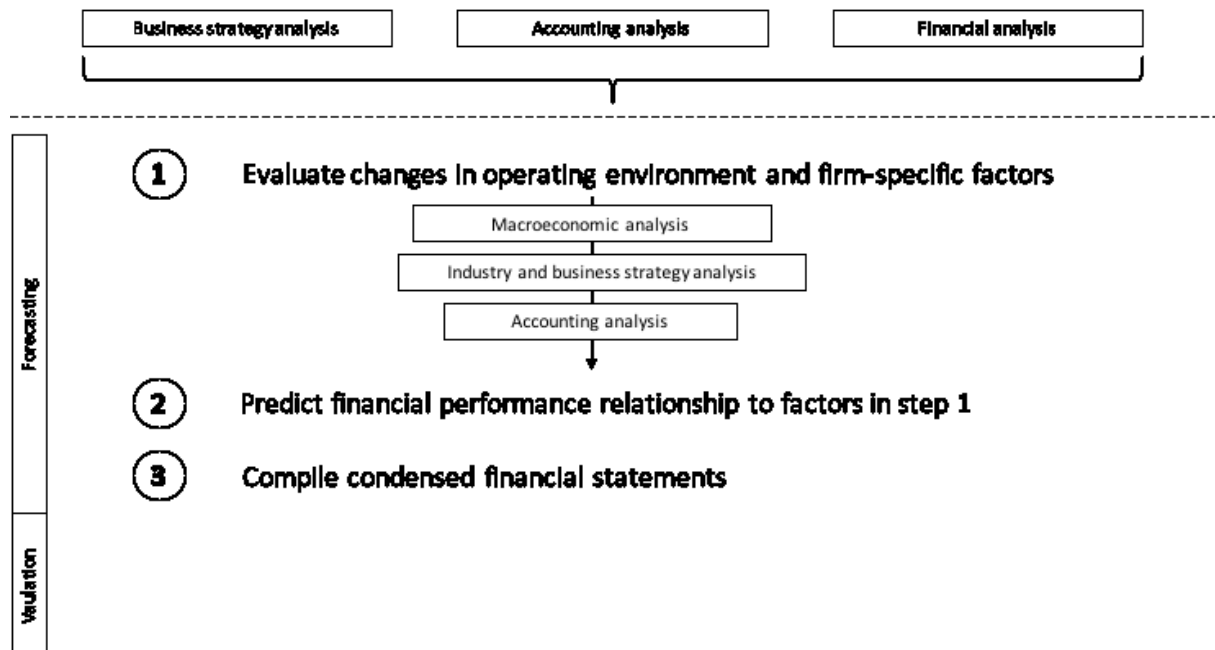 Business strategy analysis
Accounting analysis
Financial analysis
Forecasting
1 Evaluate changes in operating environment and firm-specific factors
Macroeconomic analysis
Industry and business strategy analysis
Accounting analysis
2 Predict financial performance relationship to factors in step 1
3 Compile condensed financial statements
Vaulation